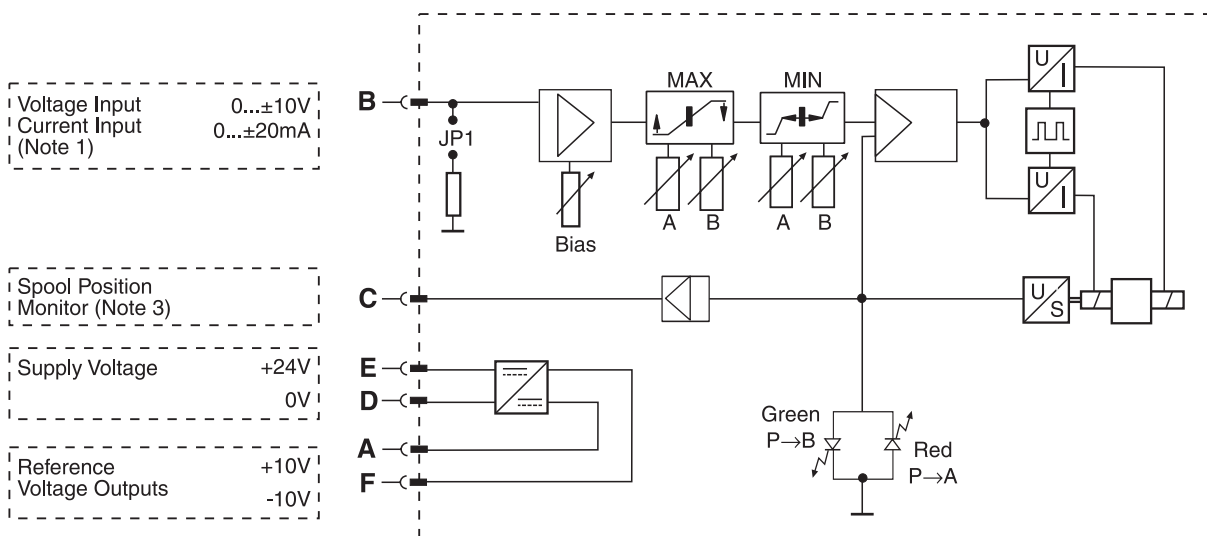 Voltage Input 0...±10V
Current Input 0...±20mA
(Note 1)
B
JP1
Bias
MAX
A B
MIN
A B
U
I
U
I
Spool Position
Monitor (Note 3)
C
U
S
Supply Voltage +24V
0V
E
D
Reference +10V
Voltage Outputs
-10V
A
F
Green
P→B
Red
P→A